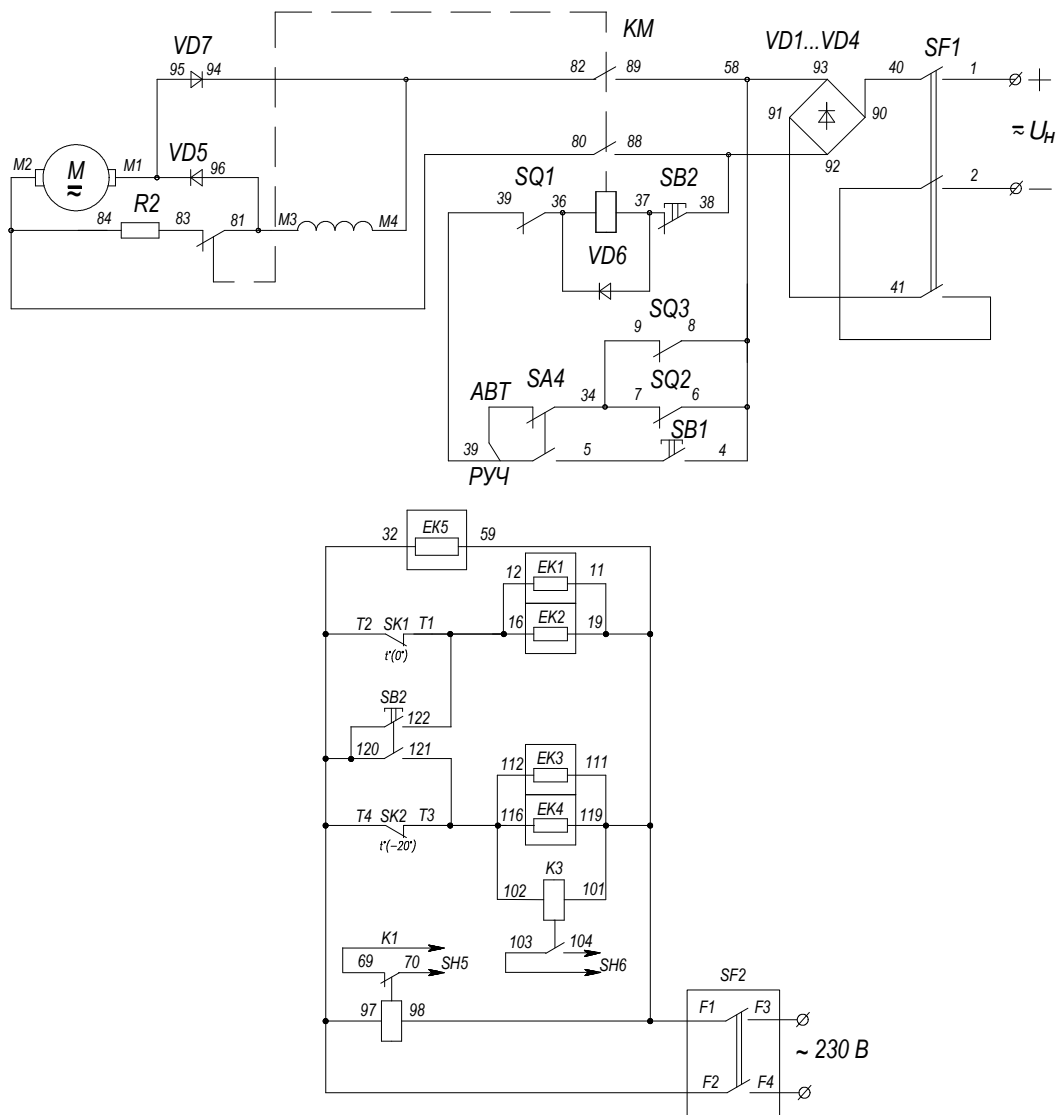 KM
VD7
VD1...VD4
SF1
95 94
82 89 58 93 40 1
+
91
90
≂ Uн
M2
M
≂
M1
VD5
96
80 88
92
2
−
R2
SQ1
SB2
84 83 81
M3 M4
39 36 37 38
VD6
41
SQ3
9 8
АВТ
SA4
34
SQ2
7 6
SB1
39
РУЧ
5 4
32 EK5 59
12 EK1 11
T2 SK1 T1
16 EK2 19
t°(0°)
SB2
122
120 121
112 EK3 111
T4 SK2 T3
116 EK4 119
t°(−20°)
K3
102 101
K1
103 104
69 70 SH5
SH6
SF2
97 98
F1 F3
~ 230 В
F2 F4